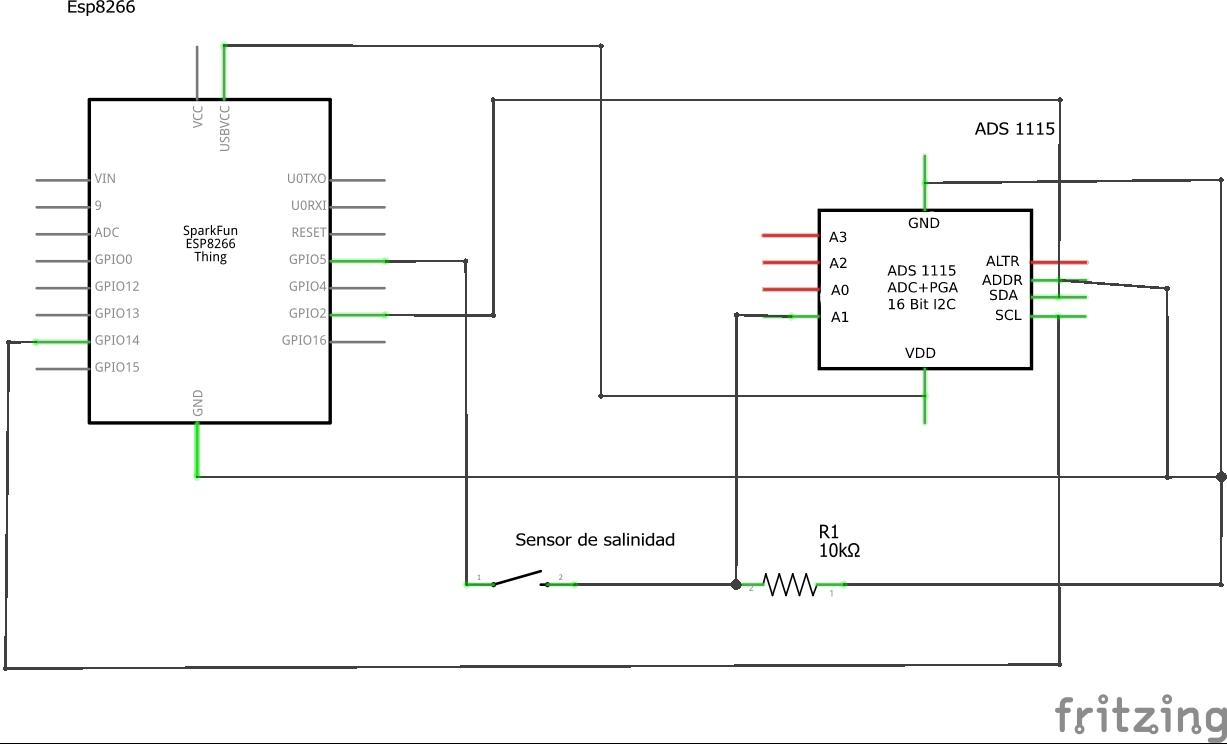 Esp8266
VCC
USBVCC
VIN
9
ADC
GPIO0
GPIO12
GPIO13
GPIO14
GPIO15
SparkFun
ESP8266
Thing
U0TXO
U0RXI
RESET
GPIO5
GPIO4
GPIO2
GPIO16
GND
ADS 1115
GND
A3
A2
A0
A1
ADS 1115
ADC+PGA
16 Bit I2C
ALTR
ADDR
SDA
SCL
VDD
Sensor de salinidad
1
2
R1
10kΩ
2
1
fritzing